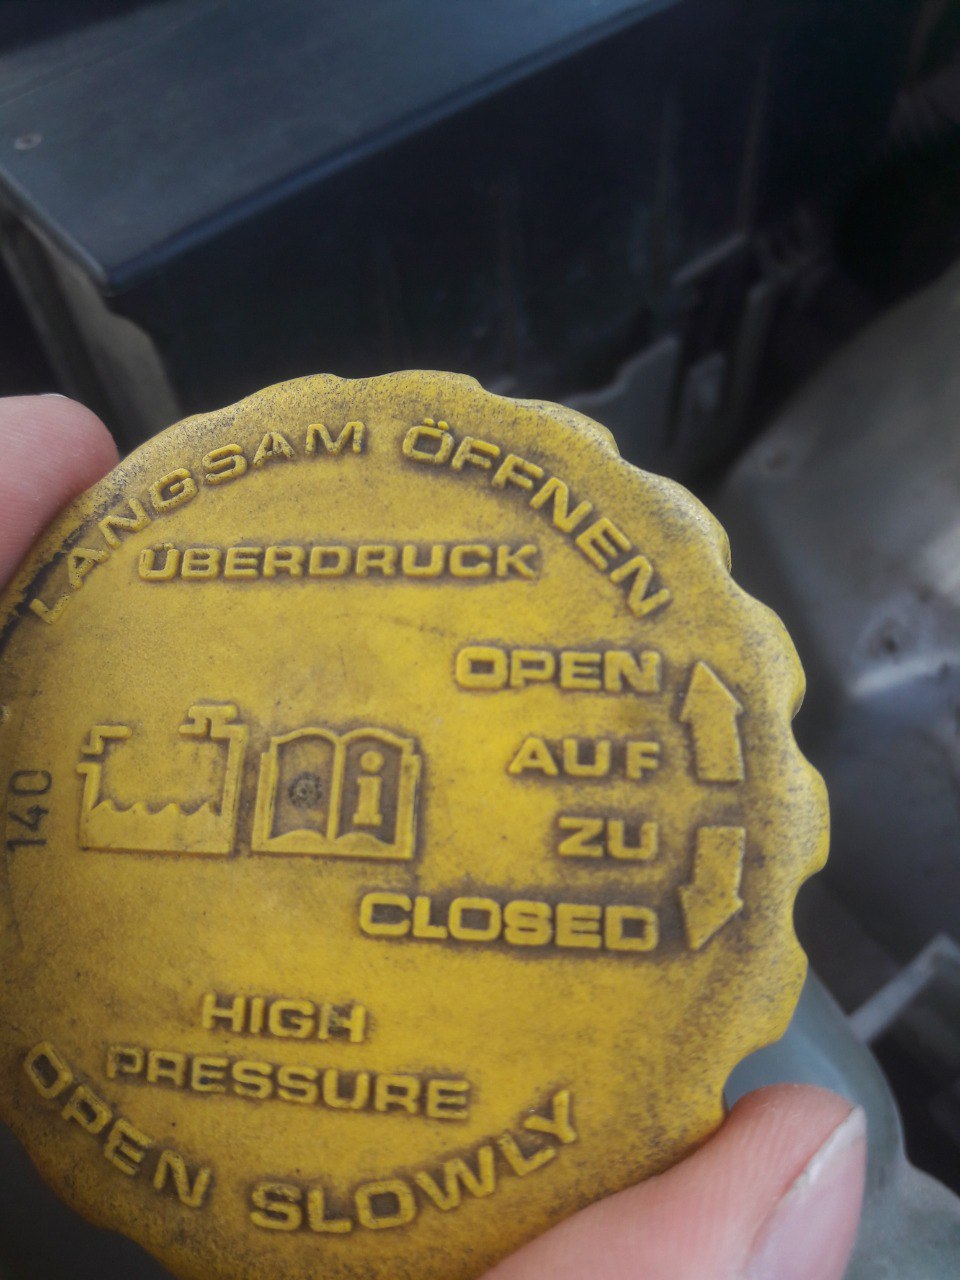 LANGSAM ÖFFNEN
ÜBERDRUCK
OPEN
AUF
ZU
CLOSED
140
i
HIGH
PRESSURE
OPEN SLOWLY